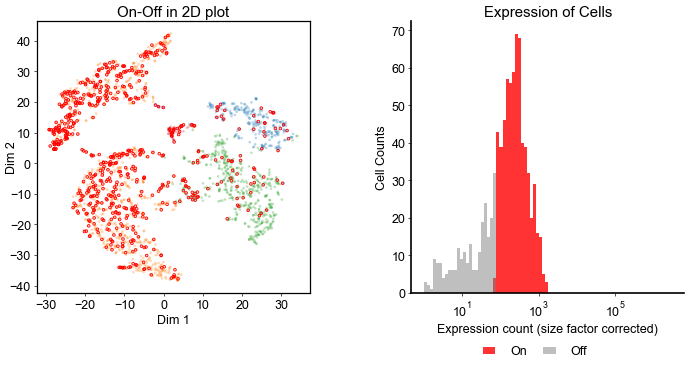 On-Off in 2D plot
Expression of Cells
40
30
20
10
0
−10
−20
−30
−40
Dim 2
−30 −20 −10 0 10 20 30
Dim 1
70
60
50
40
30
20
10
0
Cell Counts
10^1 10^3 10^5
Expression count (size factor corrected)
On Off